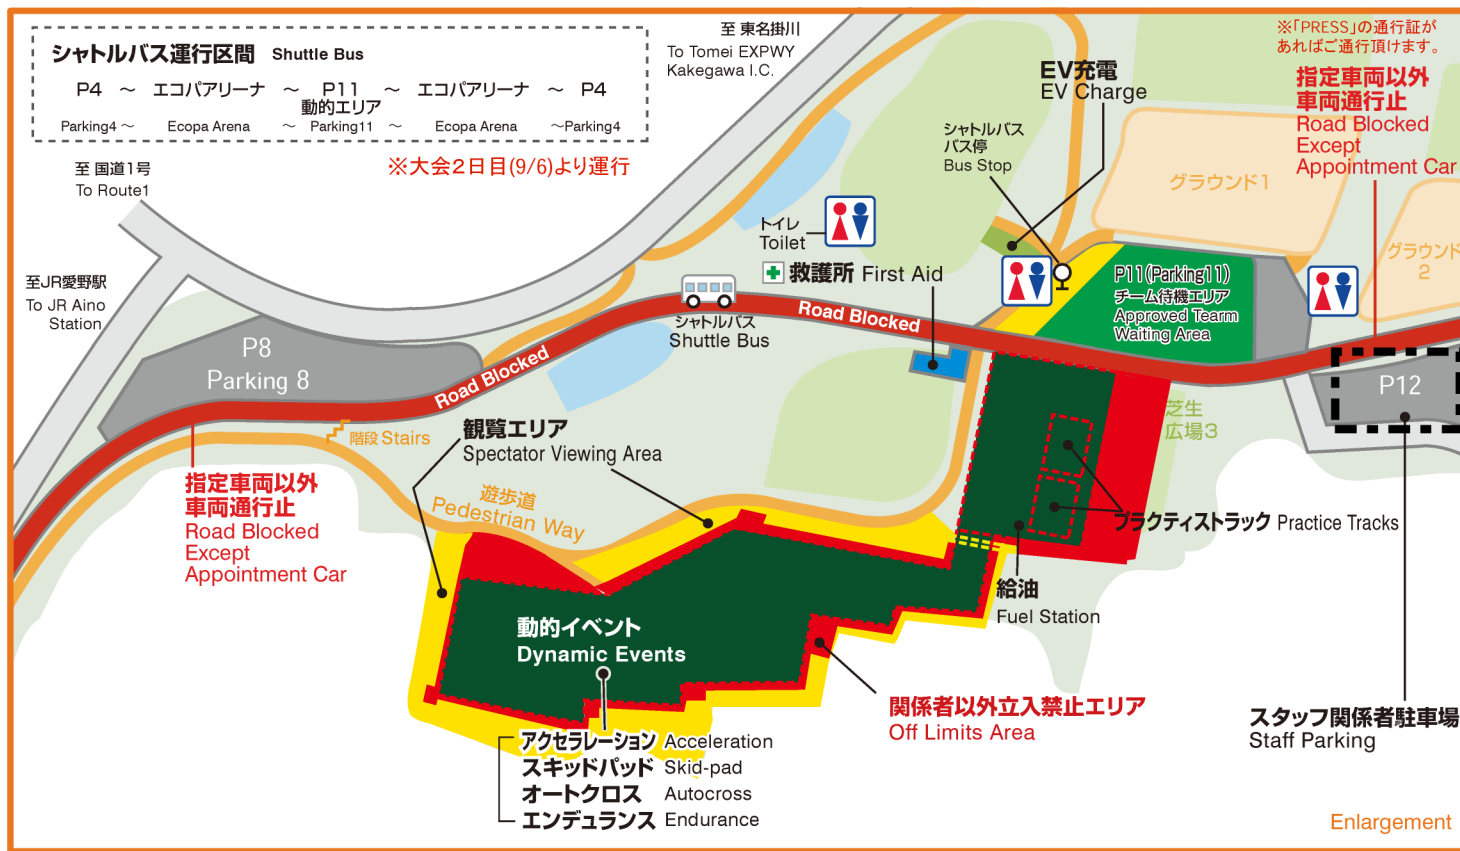 シャトルバス運行区間 Shuttle Bus
P4 ～ エコパアリーナ ～ P11 ～ エコパアリーナ ～ P4
動的エリア
Parking4～ Ecopa Arena ～ Parking11 ～ Ecopa Arena ～Parking4
※大会2日目(9/6)より運行
至 国道1号
To Route1
至JR愛野駅
To JR Aino
Station
至 東名掛川
To Tomei EXPWY
Kakegawa I.C.
※「PRESS」の通行証が
あればご通行頂けます。
指定車両以外
車両通行止
Road Blocked
Except
Appointment Car
EV充電
EV Charge
シャトルバス
バス停
Bus Stop
グラウンド1
グラウンド
2
トイレ
Toilet
救護所 First Aid
P11(Parking11)
チーム待機エリア
Approved Tearm
Waiting Area
シャトルバス
Shuttle Bus
Road Blocked
Road Blocked
P8
Parking 8
P12
階段 Stairs
観覧エリア
Spectator Viewing Area
芝生
広場3
指定車両以外
車両通行止
Road Blocked
Except
Appointment Car
遊歩道
Pedestrian Way
プラクティストラック Practice Tracks
給油
Fuel Station
動的イベント
Dynamic Events
関係者以外立入禁止エリア
Off Limits Area
スタッフ関係者駐車場
Staff Parking
アクセラレーション Acceleration
スキッドパッド Skid-pad
オートクロス Autocross
エンデュランス Endurance
Enlargement